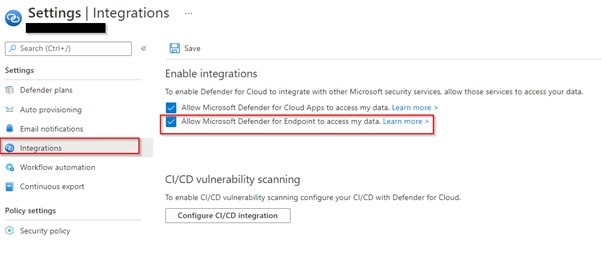 Settings | Integrations ...
Search (Ctrl+/) «
Settings
Defender plans
Auto provisioning
Email notifications
Integrations
Workflow automation
Continuous export
Policy settings
Security policy
Save
Enable integrations
To enable Defender for Cloud to integrate with other Microsoft security services, allow those services to access your data.
Allow Microsoft Defender for Cloud Apps to access my data. Learn more >
Allow Microsoft Defender for Endpoint to access my data. Learn more >
CI/CD vulnerability scanning
To enable CI/CD vulnerability scanning configure your CI/CD with Defender for Cloud.
Configure CI/CD integration